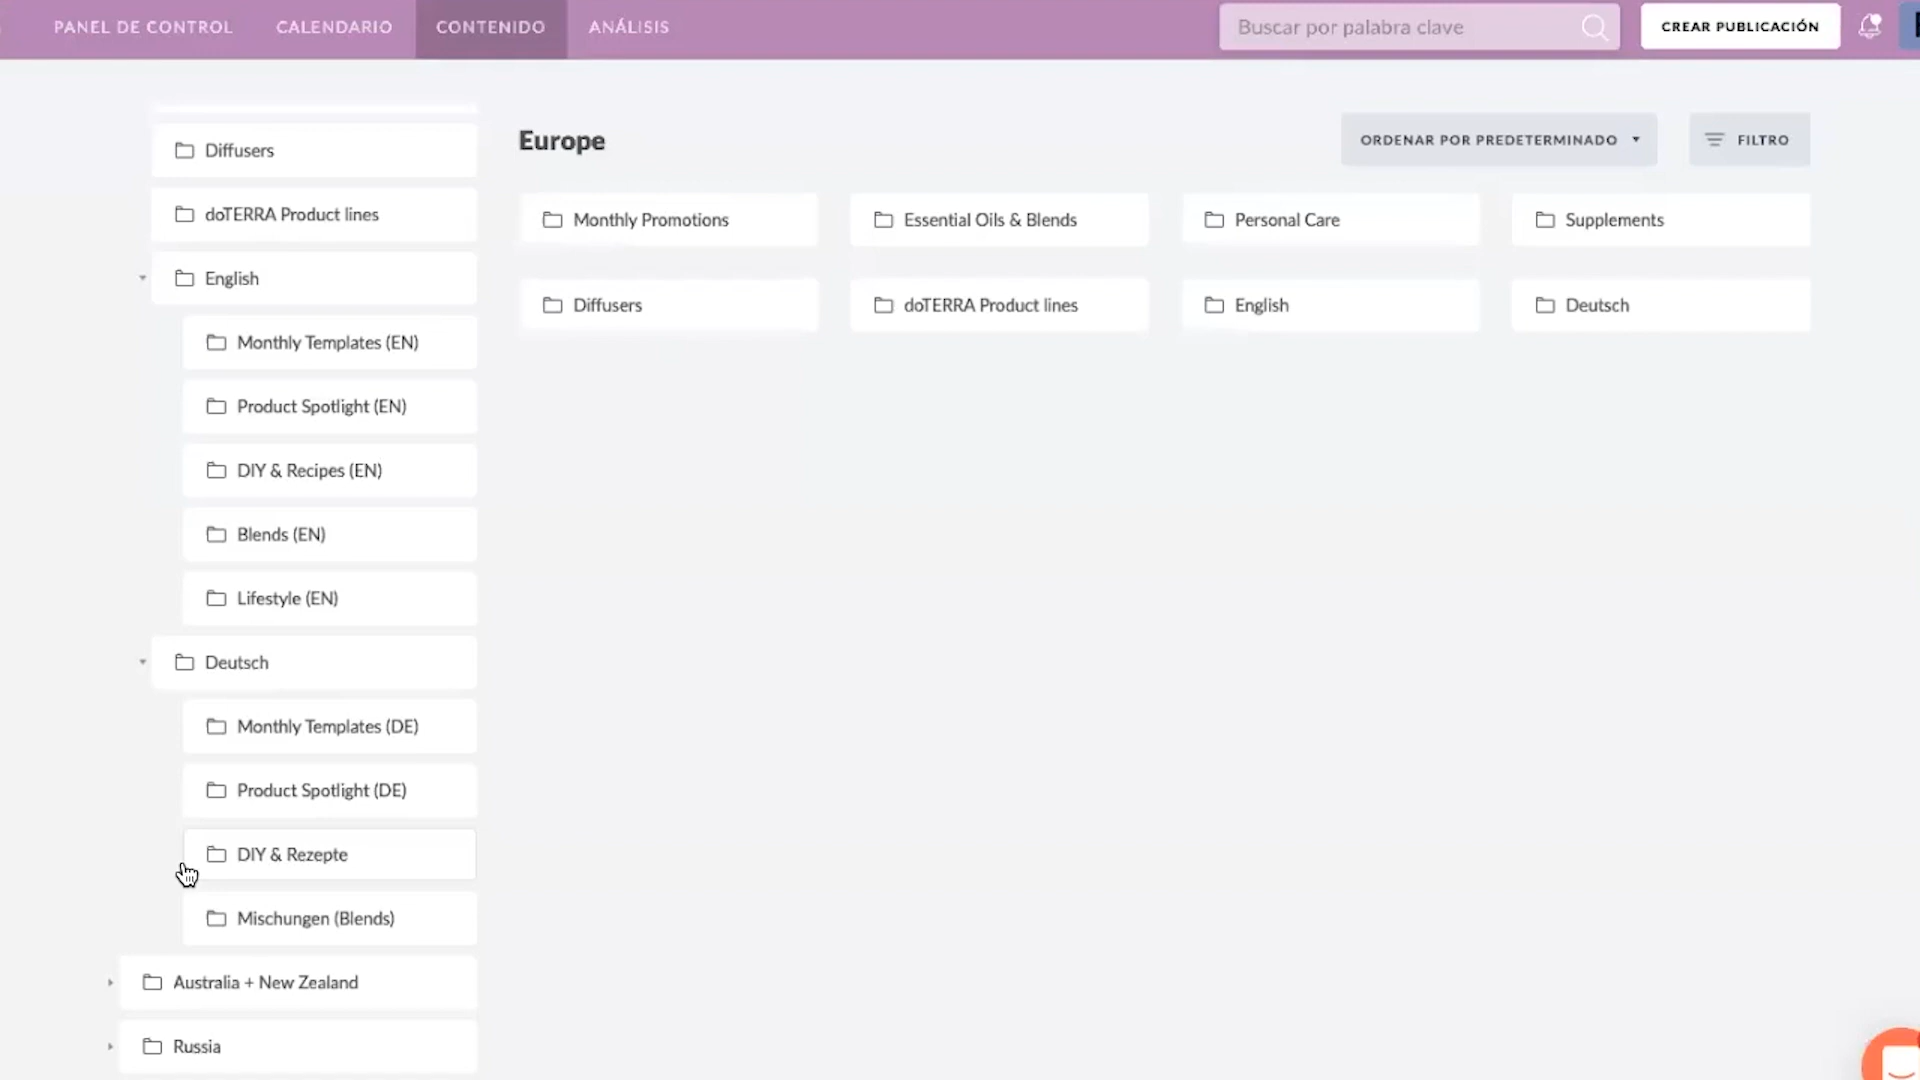 PANEL DE CONTROL CALENDARIO CONTENIDO ANÁLISIS Buscar por palabra clave CREAR PUBLICACIÓN
Diffusers
doTERRA Product lines
English
Monthly Templates (EN)
Product Spotlight (EN)
DIY & Recipes (EN)
Blends (EN)
Lifestyle (EN)
Deutsch
Monthly Templates (DE)
Product Spotlight (DE)
DIY & Rezepte
Mischungen (Blends)
Australia + New Zealand
Russia
Europe ORDENAR POR PREDETERMINADO FILTRO
Monthly Promotions Essential Oils & Blends Personal Care Supplements
Diffusers doTERRA Product lines English Deutsch